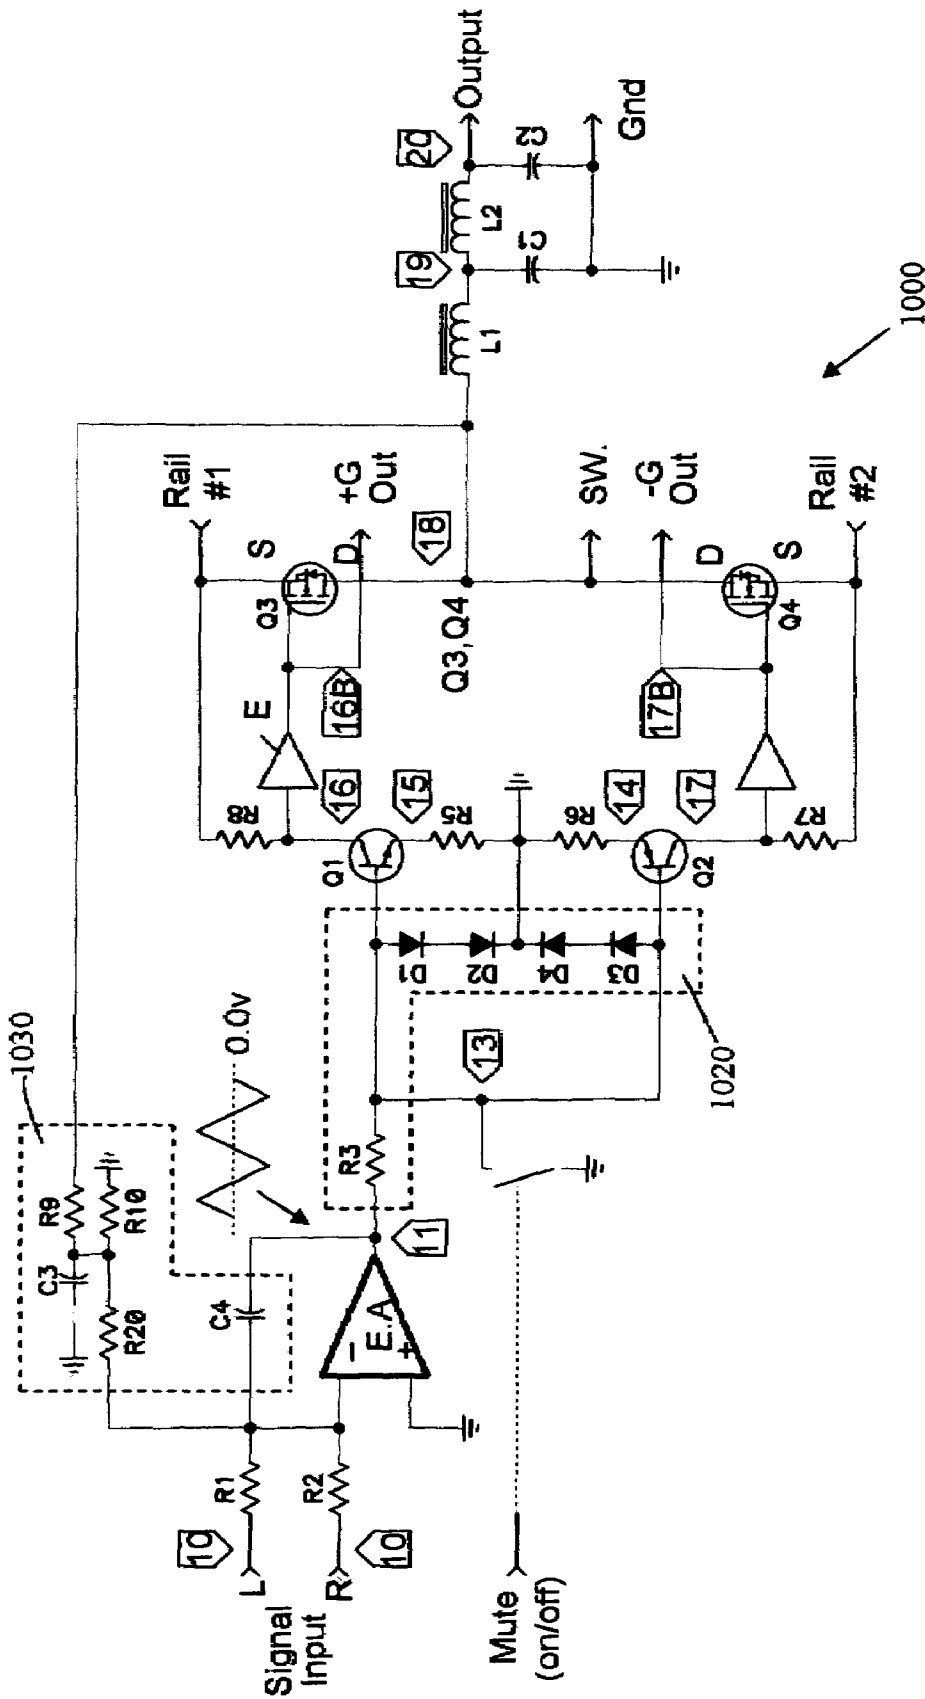 1030
R9
R10
C3
R20
C4
0.0v
10
L
R1
Signal
Input
R
10
R2
-
E.A
+
11
R3
Mute
(on/off)
13
1020
D1
D2
D4
D3
Q1
16
15
R8
R5
R6
14
17
Q2
R7
E
16B
17B
Q3
S
D
+G
Out
Rail
#1
18
Q3,Q4
SW.
-G
Out
D
S
Q4
Rail
#2
L1
19
C1
L2
20
C2
Output
Gnd
1000